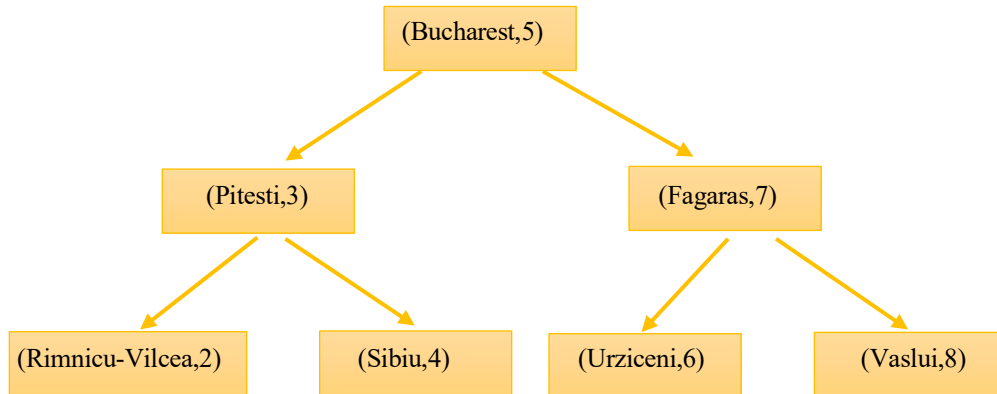 (Bucharest,5)
(Pitesti,3)
(Fagaras,7)
(Rimnicu-Vilcea,2)
(Sibiu,4)
(Urziceni,6)
(Vaslui,8)